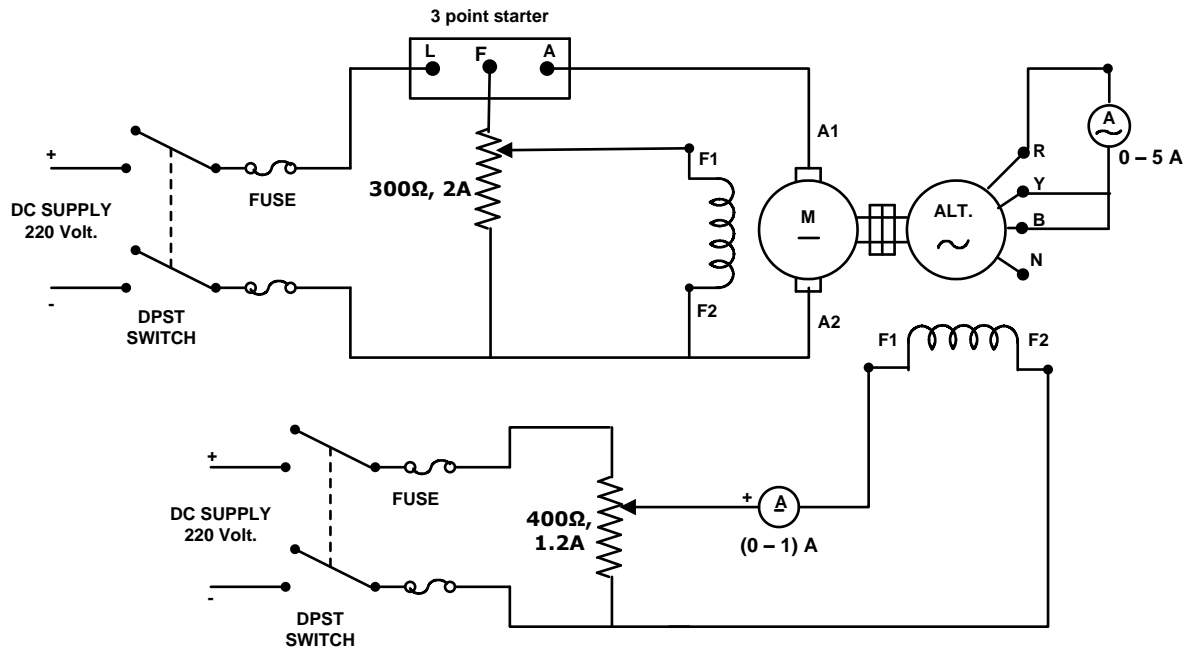 3 point starter
L F A
A1
A
0 – 5 A
R
Y
B
N
+
FUSE
300Ω, 2A
F1
M
ALT.
DC SUPPLY
220 Volt.
-
DPST
SWITCH
F2
A2
F1 F2
+
FUSE
DC SUPPLY
220 Volt.
400Ω,
1.2A
+ A
(0 – 1) A
-
DPST
SWITCH